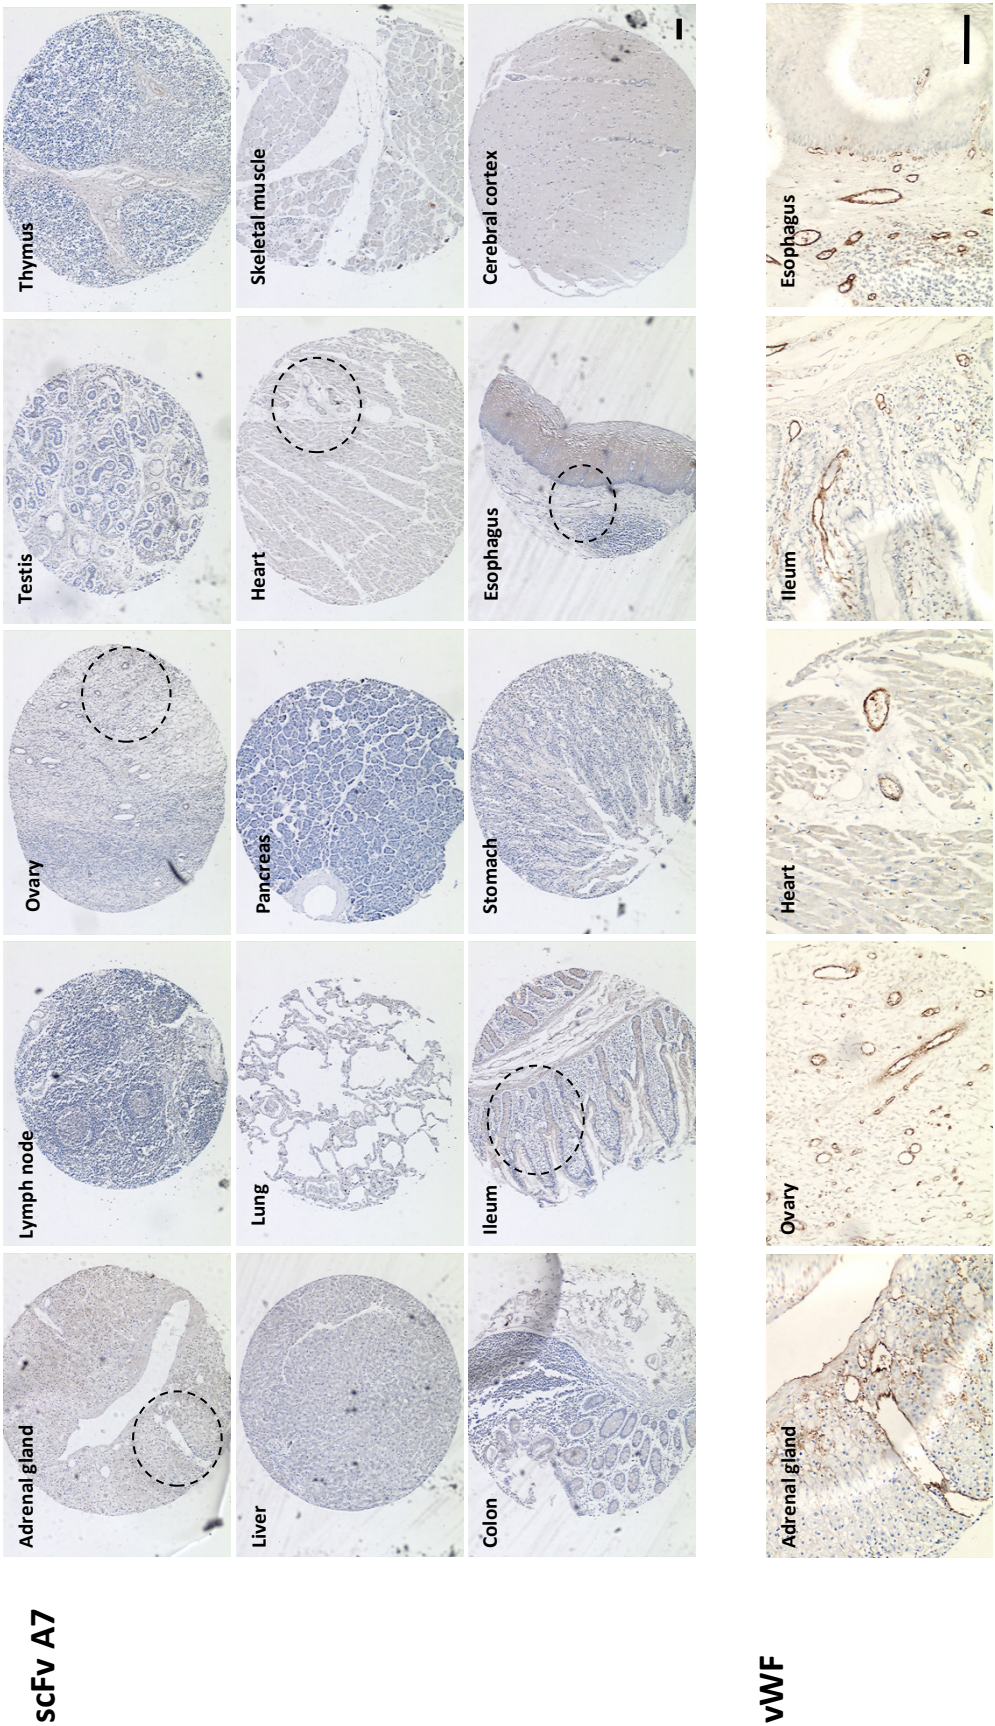 scFv A7
Adrenal gland
Lymph node
Ovary
Testis
Thymus
Liver
Lung
Pancreas
Heart
Skeletal muscle
Colon
Ileum
Stomach
Esophagus
Cerebral cortex
vWF
Adrenal gland
Ovary
Heart
Ileum
Esophagus